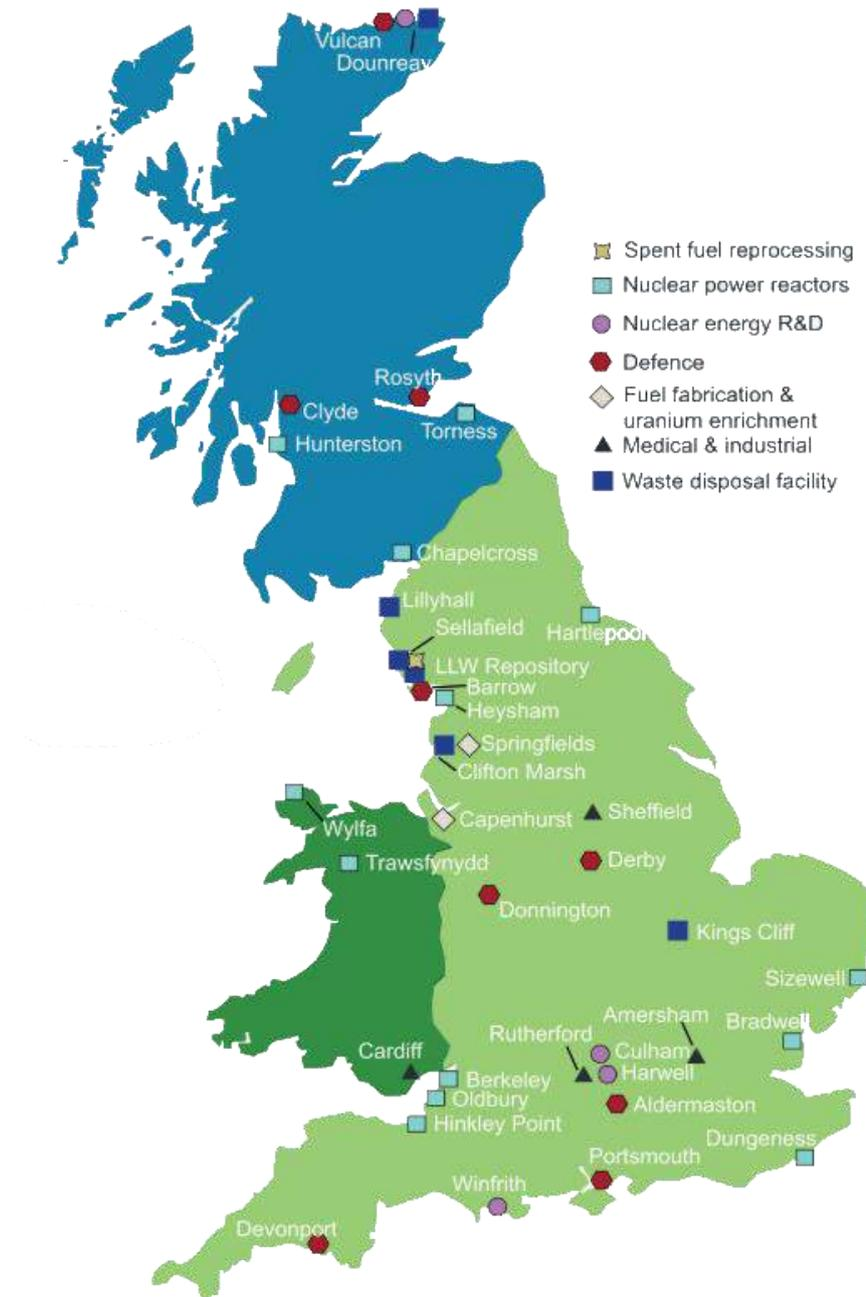 Vulcan
Dounreay
Spent fuel reprocessing
Nuclear power reactors
Nuclear energy R&D
Defence
Fuel fabrication &
uranium enrichment
Medical & industrial
Waste disposal facility
Rosyth
Clyde
Torness
Hunterston
Chapelcross
Lillyhall
Sellafield
Hartlepool
LLW Repository
Barrow
Heysham
Springfields
Clifton Marsh
Capenhurst
Sheffield
Wylfa
Trawsfynydd
Derby
Donnington
Kings Cliff
Sizewell
Amersham
Bradwell
Rutherford
Cardiff
Culham
Harwell
Berkeley
Oldbury
Aldermaston
Hinkley Point
Dungeness
Portsmouth
Winfrith
Devonport